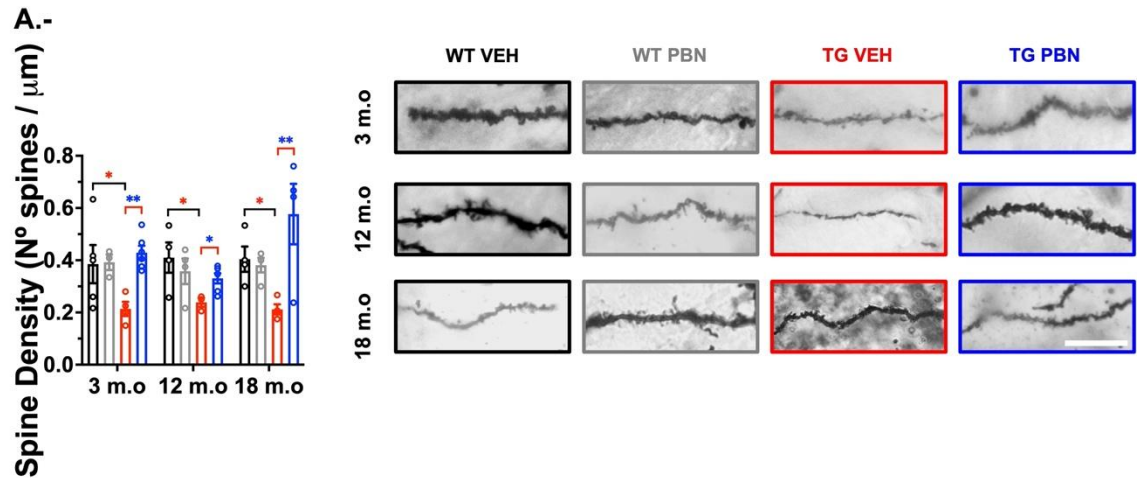 A.-
Spine Density (Nº spines / μm)
0.8
0.6
0.4
0.2
0.0
* ** * * * **
3 m.o 12 m.o 18 m.o
WT VEH WT PBN TG VEH TG PBN
3 m.o
12 m.o
18 m.o